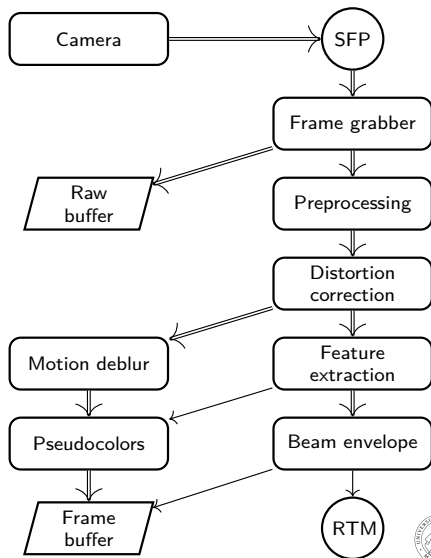 Camera
SFP
Frame grabber
Raw
buffer
Preprocessing
Distortion
correction
Motion deblur
Feature
extraction
Pseudocolors
Beam envelope
Frame
buffer
RTM